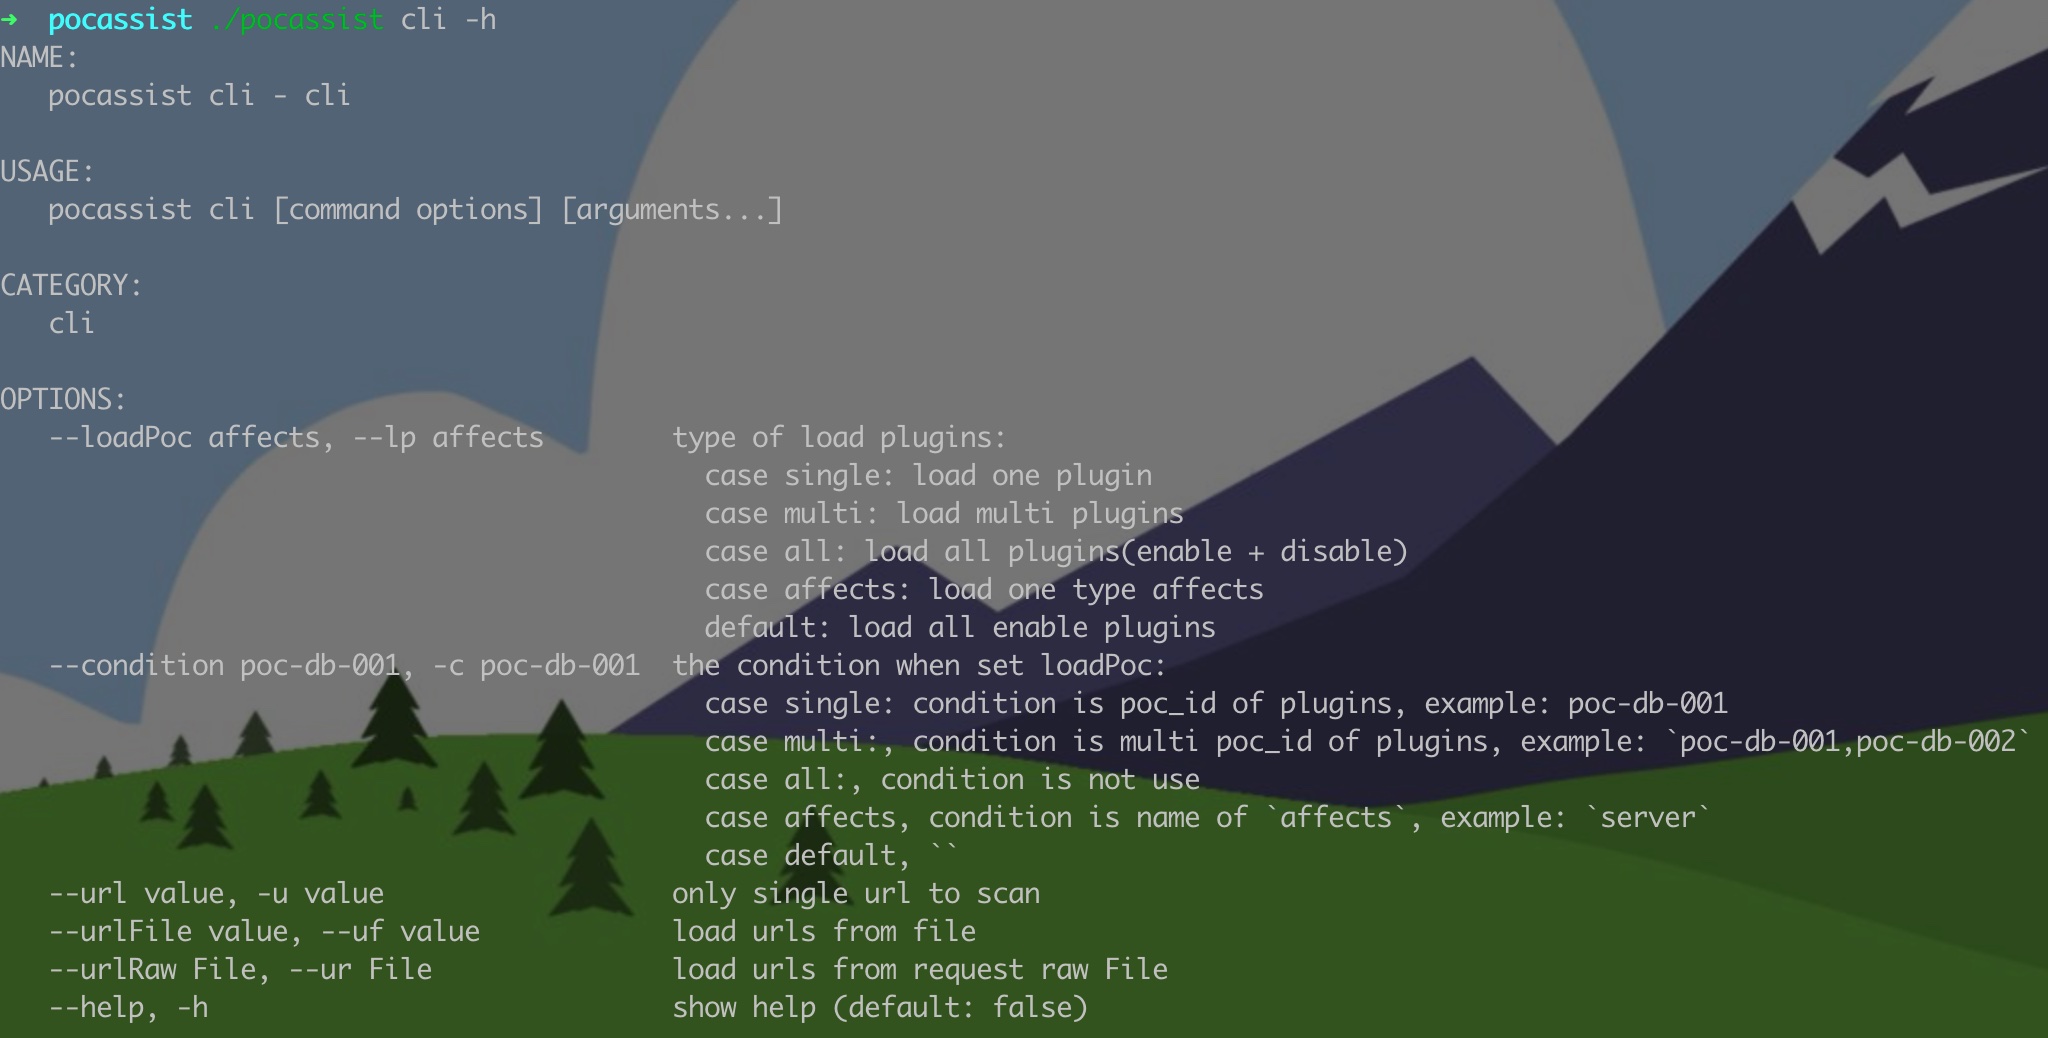 ➜ pocassist ./pocassist cli -h
NAME:
pocassist cli - cli
USAGE:
pocassist cli [command options] [arguments...]
CATEGORY:
cli
OPTIONS:
--loadPoc affects, --lp affects type of load plugins:
case single: load one plugin
case multi: load multi plugins
case all: load all plugins(enable + disable)
case affects: load one type affects
default: load all enable plugins
--condition poc-db-001, -c poc-db-001 the condition when set loadPoc:
case single: condition is poc_id of plugins, example: poc-db-001
case multi:, condition is multi poc_id of plugins, example: `poc-db-001,poc-db-002`
case all:, condition is not use
case affects, condition is name of `affects`, example: `server`
case default, ``
--url value, -u value only single url to scan
--urlFile value, --uf value load urls from file
--urlRaw File, --ur File load urls from request raw File
--help, -h show help (default: false)